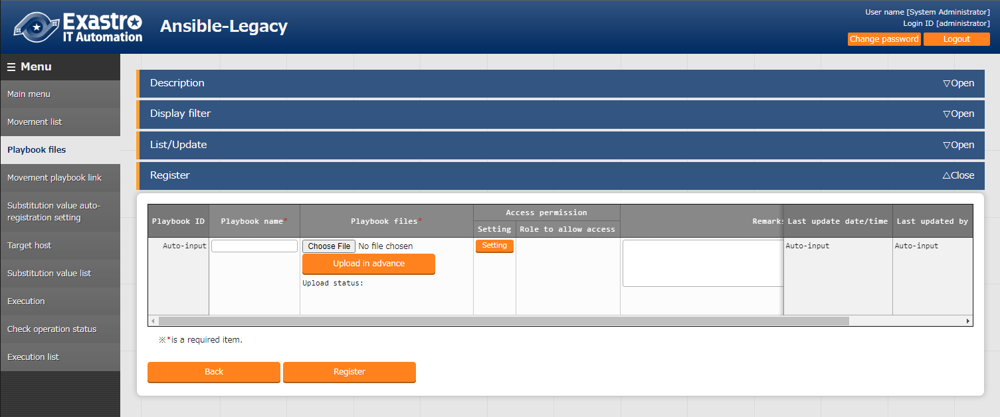 Exastro
IT Automation
Ansible-Legacy
User name [System Administrator]
Login ID [administrator]
Change password
Logout
☰ Menu
Main menu
Movement list
Playbook files
Movement playbook link
Substitution value auto-
registration setting
Target host
Substitution value list
Execution
Check operation status
Execution list
Description
▽Open
Display filter
▽Open
List/Update
▽Open
Register
△Close
Playbook ID
Playbook name*
Playbook files*
Access permission
Setting
Role to allow access
Remarks
Last update date/time
Last updated by
Auto-input
Choose File No file chosen
Upload in advance
Upload status:
Setting
Auto-input
Auto-input
※*is a required item.
Back
Register